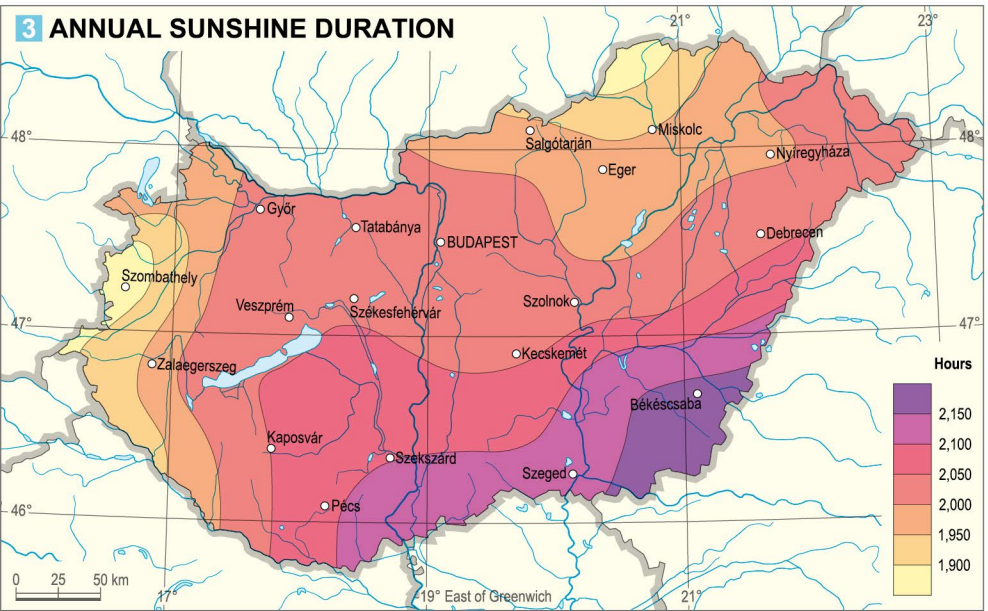 3 ANNUAL SUNSHINE DURATION
21°
23°
48°
48°
Miskolc
Salgótarján
Nyíregyháza
Eger
Győr
Tatabánya
BUDAPEST
Debrecen
Szombathely
Veszprém
Székesfehérvár
Szolnok
47°
47°
Kecskemét
Zalaegerszeg
Hours
Békéscsaba
2,150
Kaposvár
2,100
Szekszárd
Szeged
2,050
Pécs
2,000
46°
1,950
1,900
0 25 50 km
17°
19° East of Greenwich
21°